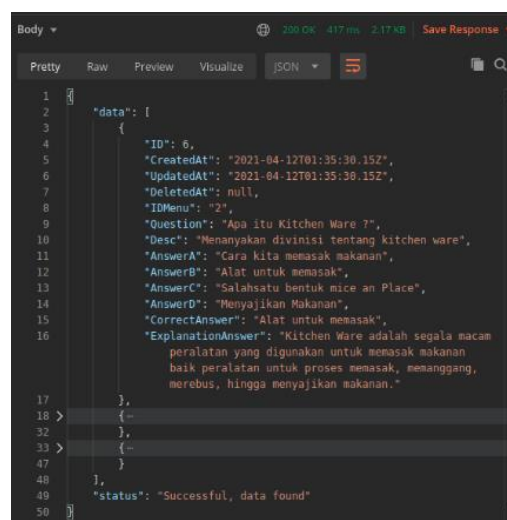 Body
200 OK 417 ms 2.17 KB Save Response
Pretty Raw Preview Visualize JSON
1 {
2 "data": [
3 {
4 "ID": 6,
5 "CreatedAt": "2021-04-12T01:35:30.15Z",
6 "UpdatedAt": "2021-04-12T01:35:30.15Z",
7 "DeletedAt": null,
8 "IDMenu": "2",
9 "Question": "Apa itu Kitchen Ware ?",
10 "Desc": "Menanyakan divinisi tentang kitchen ware",
11 "AnswerA": "Cara kita memasak makanan",
12 "AnswerB": "Alat untuk memasak",
13 "AnswerC": "Salahsatu bentuk mice an Place",
14 "AnswerD": "Menyajikan Makanan",
15 "CorrectAnswer": "Alat untuk memasak",
16 "ExplanationAnswer": "Kitchen Ware adalah segala macam
peralatan yang digunakan untuk memasak makanan
baik peralatan untuk proses memasak, memanggang,
merebus, hingga menyajikan makanan."
17 },
18 {
32 },
33 {
47 }
48 ],
49 "status": "Successful, data found"
50 }